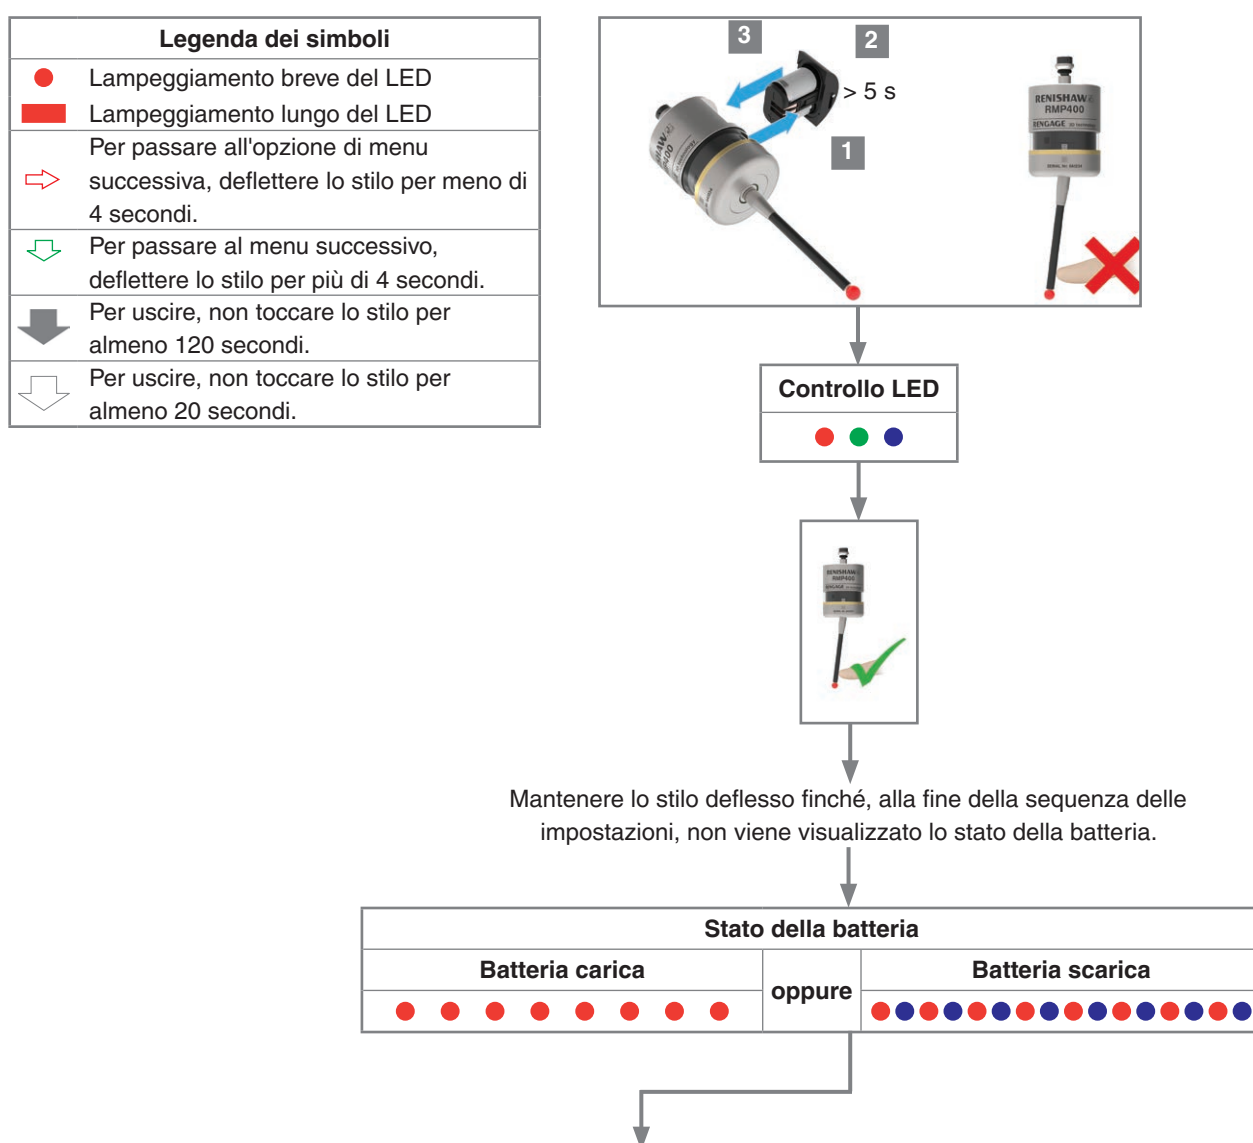 Legenda dei simboli
Lampeggiamento breve del LED
Lampeggiamento lungo del LED
Per passare all'opzione di menu
successiva, deflettere lo stilo per meno di
4 secondi.
Per passare al menu successivo,
deflettere lo stilo per più di 4 secondi.
Per uscire, non toccare lo stilo per
almeno 120 secondi.
Per uscire, non toccare lo stilo per
almeno 20 secondi.
3
2
> 5 s
1
RENISHAW
RMP400
RENGAGE
Controllo LED
RENISHAW
RMP400
RENGAGE
Mantenere lo stilo deflesso finché, alla fine della sequenza delle
impostazioni, non viene visualizzato lo stato della batteria.
Stato della batteria
Batteria carica
oppure
Batteria scarica